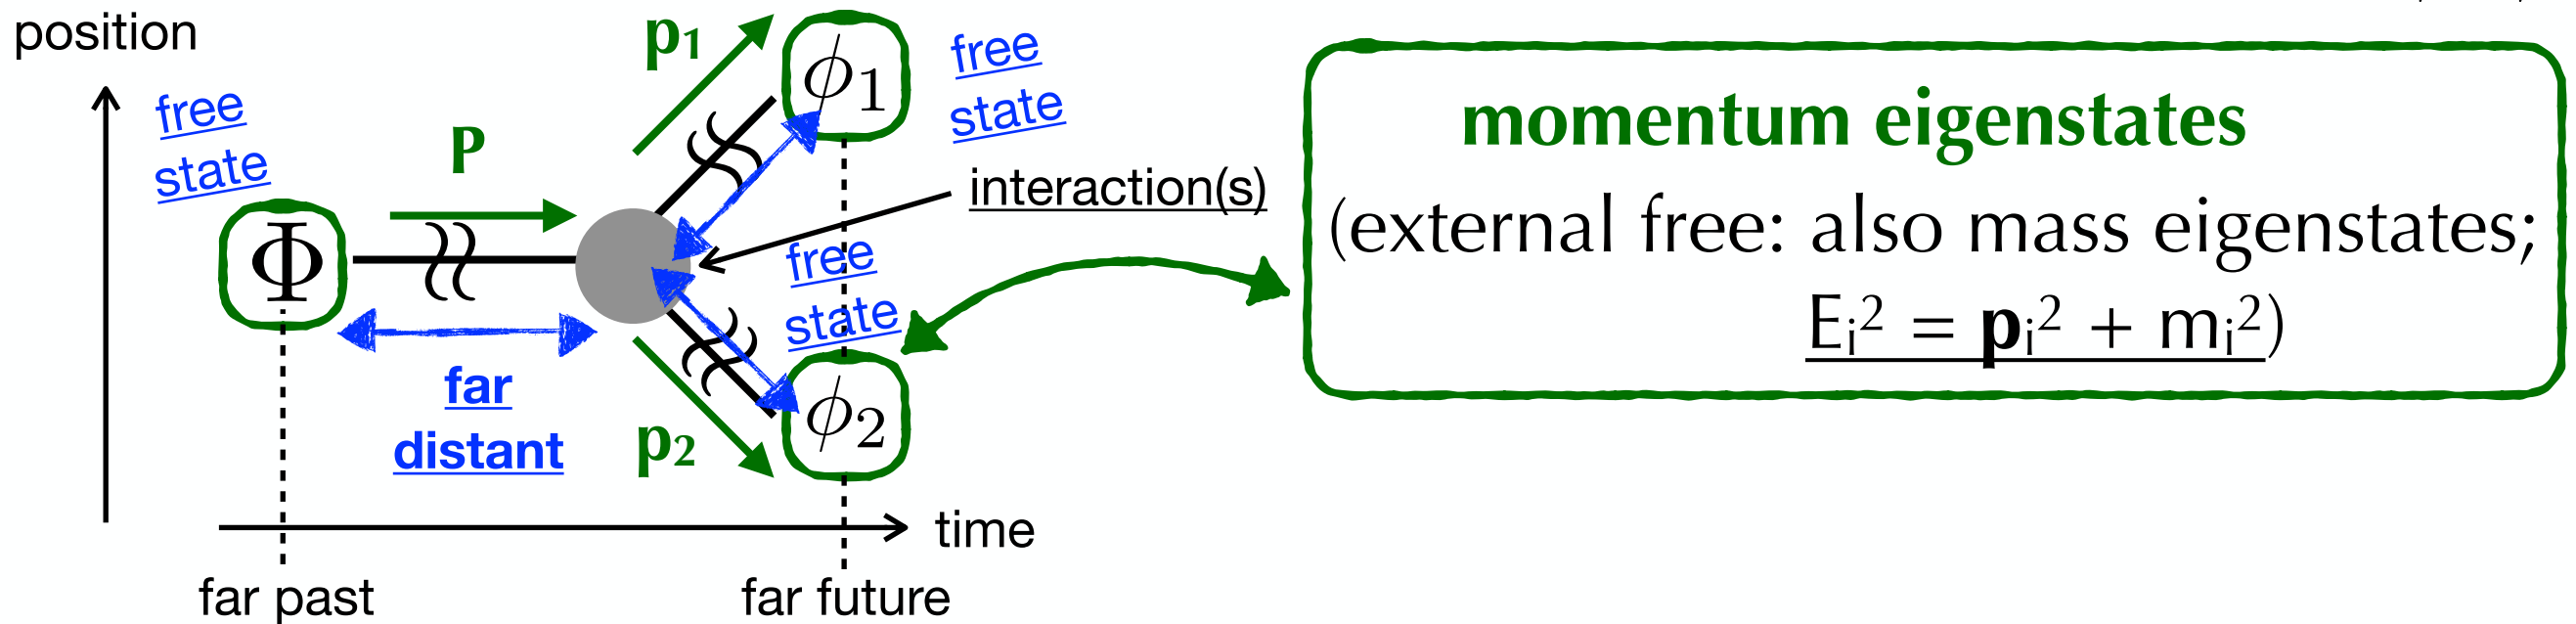 position
p₁
ϕ₁
free
state
free
state
P
momentum eigenstates
(external free: also mass eigenstates;
Eᵢ² = pᵢ² + mᵢ²)
interaction(s)
Φ
free
state
far
distant
p₂
ϕ₂
time
far past
far future